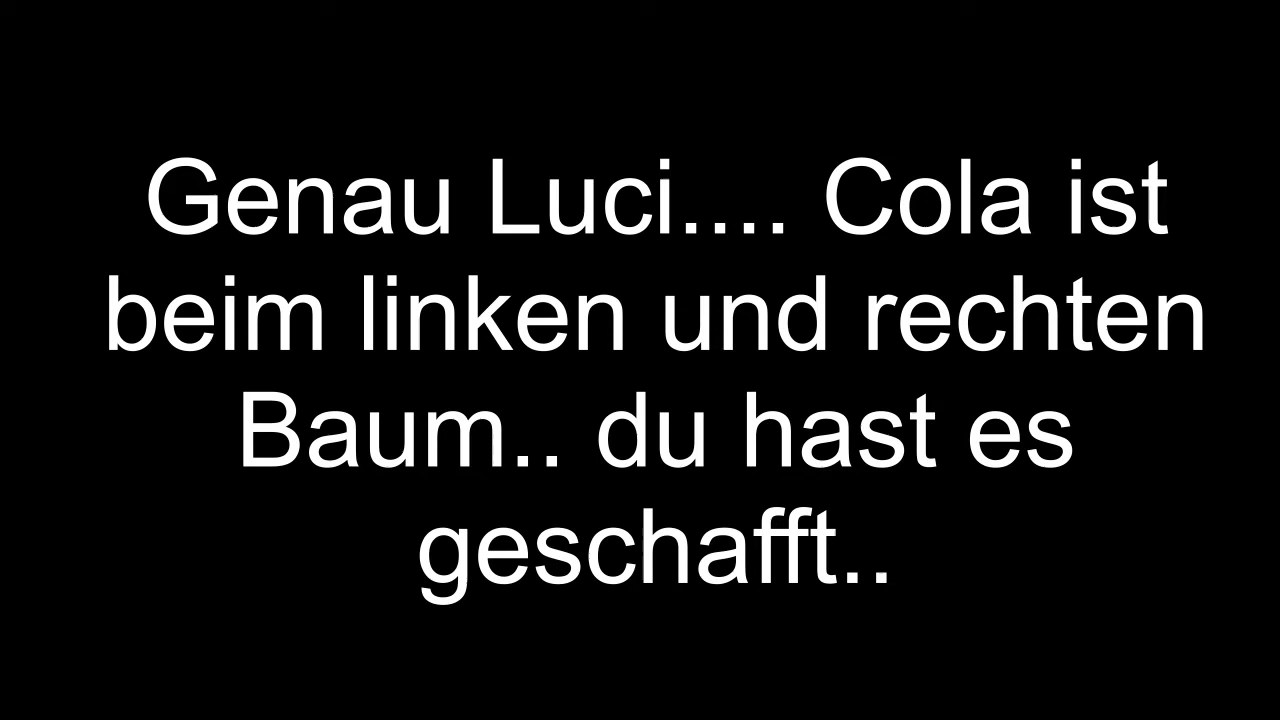 Genau Luci.... Cola ist
beim linken und rechten
Baum.. du hast es
geschafft..